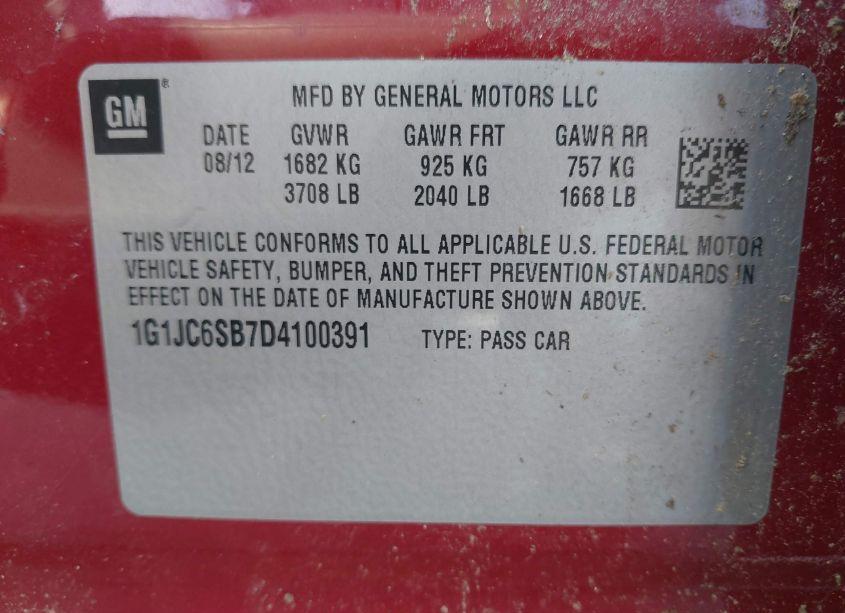 GM®
MFD BY GENERAL MOTORS LLC
DATE GVWR GAWR FRT GAWR RR
08/12 1682 KG 925 KG 757 KG
3708 LB 2040 LB 1668 LB
THIS VEHICLE CONFORMS TO ALL APPLICABLE U.S. FEDERAL MOTOR
VEHICLE SAFETY, BUMPER, AND THEFT PREVENTION STANDARDS IN
EFFECT ON THE DATE OF MANUFACTURE SHOWN ABOVE.
1G1JC6SB7D4100391 TYPE: PASS CAR